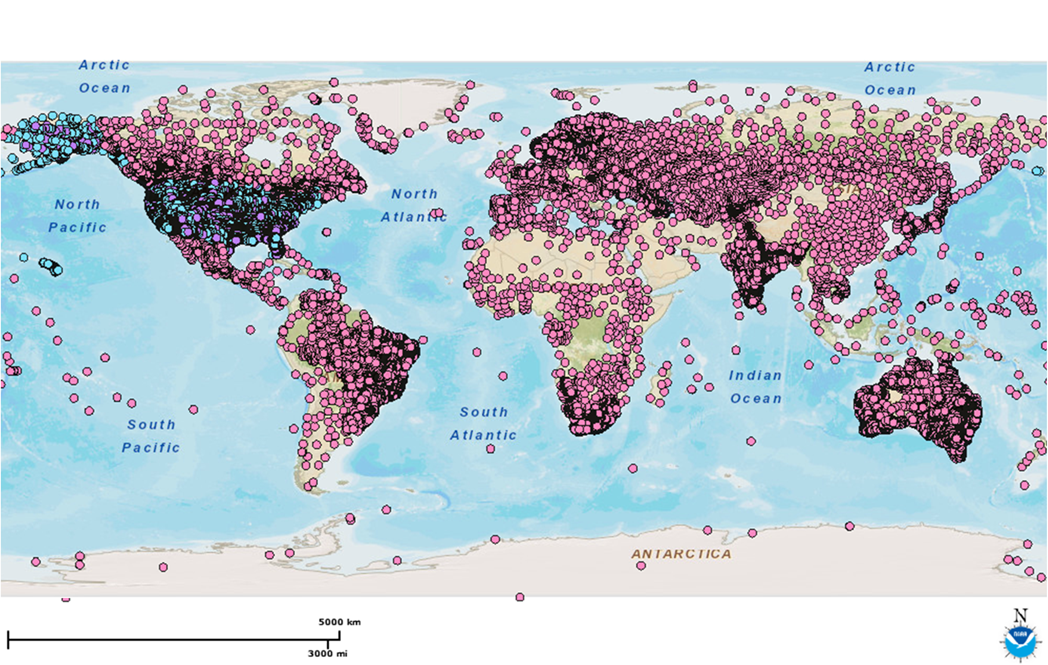 Arctic
Ocean
Arctic
Ocean
North
Pacific
North
Atlantic
Indian
Ocean
South
Pacific
South
Atlantic
ANTARCTICA
5000 km
3000 mi
N
NOAA